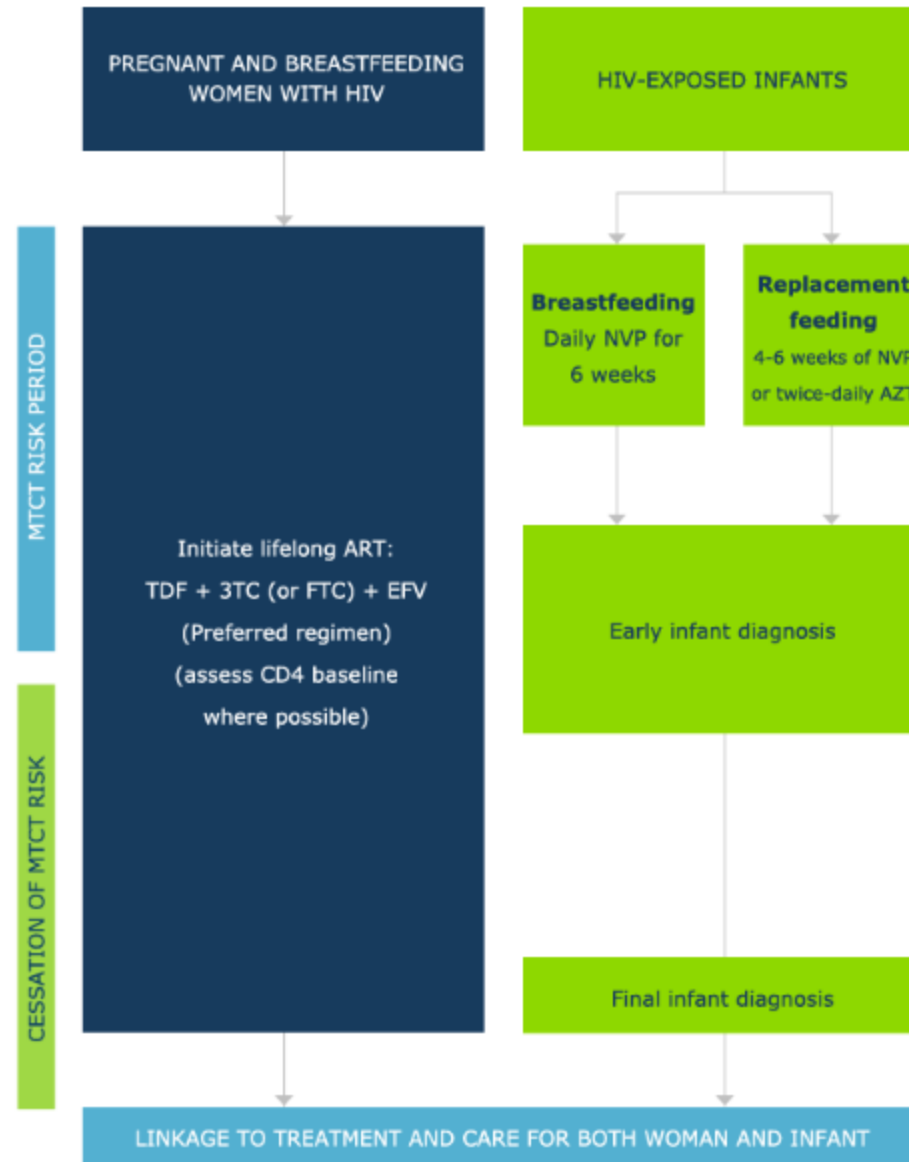 PREGNANT AND BREASTFEEDING
WOMEN WITH HIV
HIV-EXPOSED INFANTS
MTCT RISK PERIOD
CESSATION OF MTCT RISK
Initiate lifelong ART:
TDF + 3TC (or FTC) + EFV
(Preferred regimen)
(assess CD4 baseline
where possible)
Breastfeeding
Daily NVP for
6 weeks
Replacement
feeding
4-6 weeks of NVP
or twice-daily AZT
Early infant diagnosis
Final infant diagnosis
LINKAGE TO TREATMENT AND CARE FOR BOTH WOMAN AND INFANT